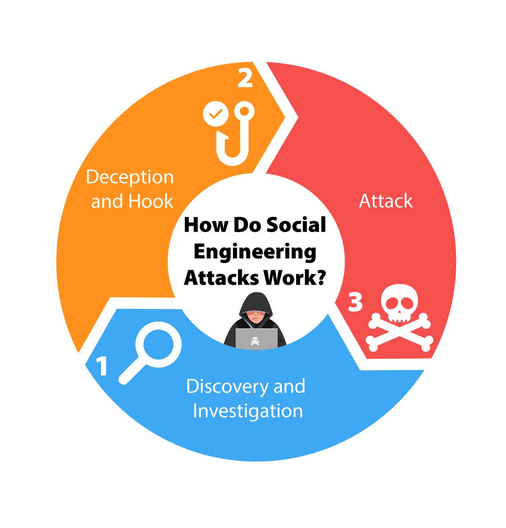 How Do Social
Engineering
Attacks Work?
1
Discovery and
Investigation
2
Deception
and Hook
3
Attack